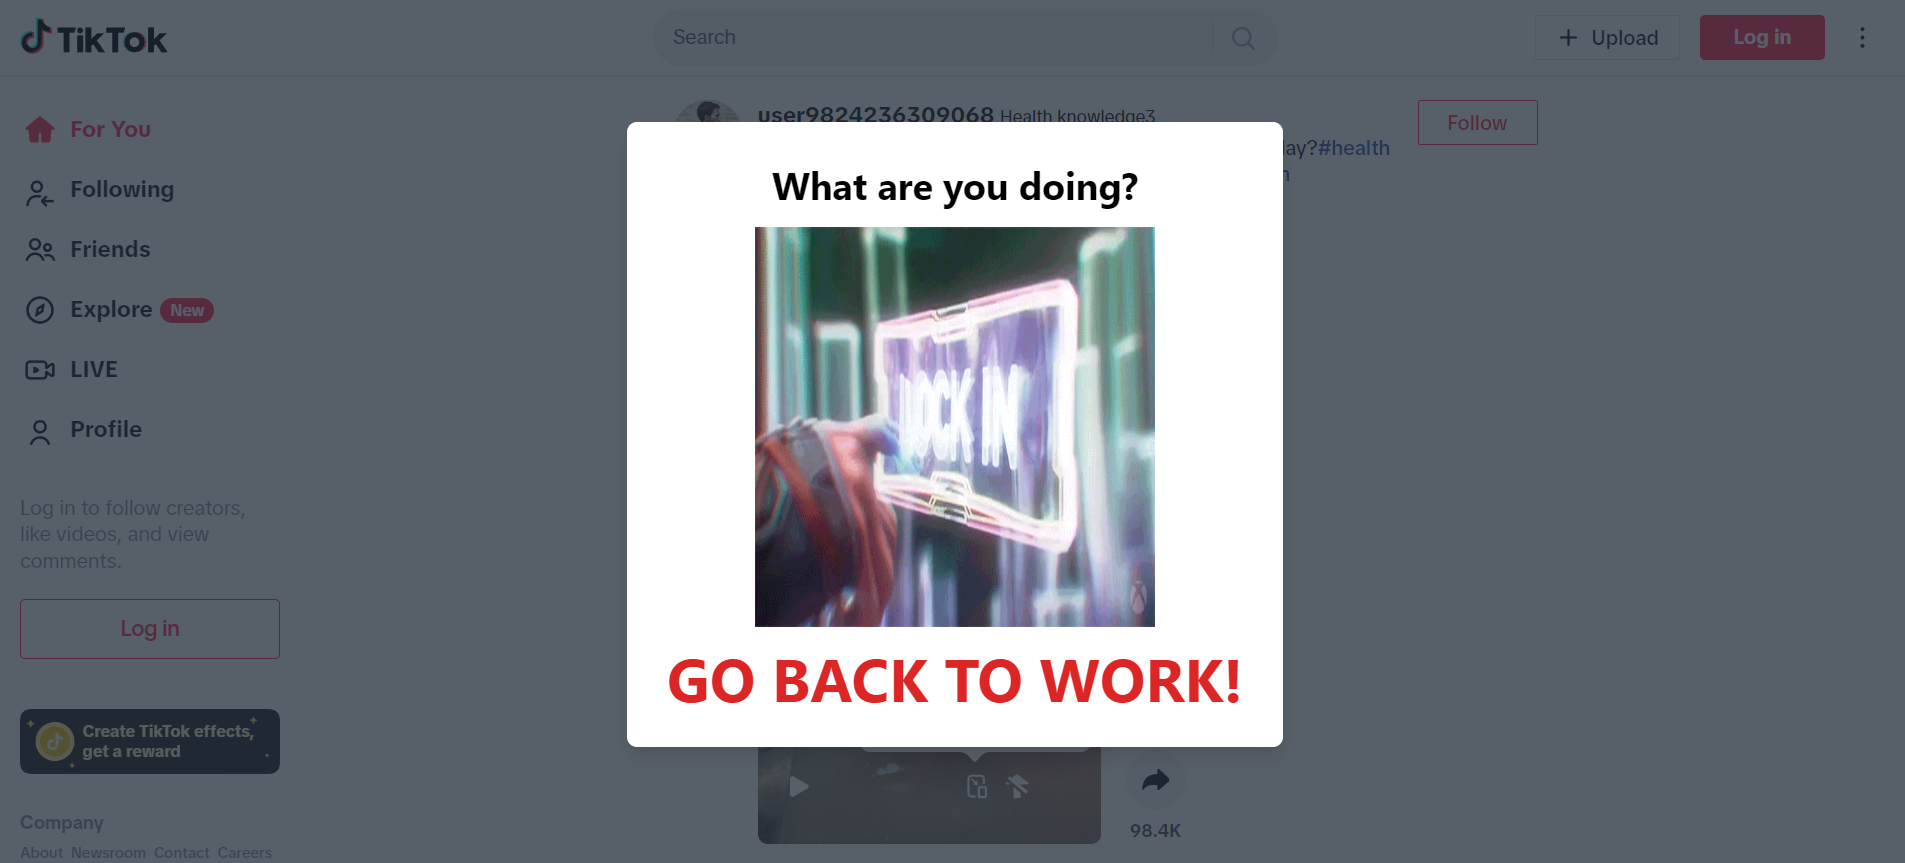 TikTok
Search
Upload
Log in
For You
Following
Friends
Explore New
LIVE
Profile
Log in to follow creators,
like videos, and view
comments.
Log in
Create TikTok effects,
get a reward
Company
About Newsroom Contact Careers
user9824236309068 Health knowledge3
Follow
?#health
What are you doing?
LOCK IN
GO BACK TO WORK!
98.4K